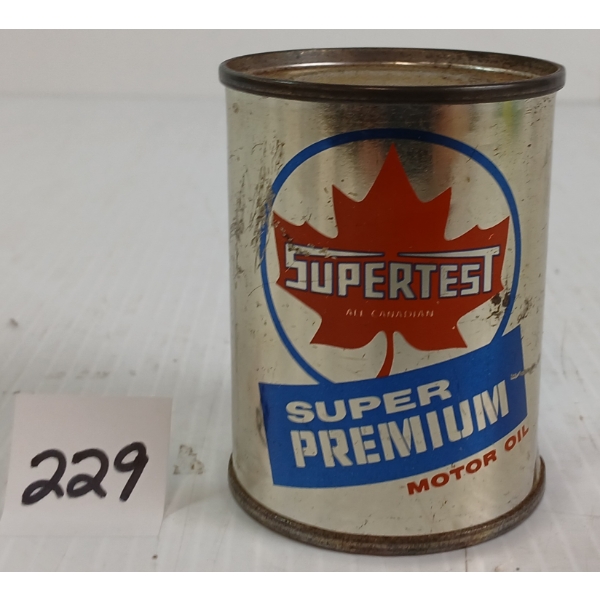 SUPERTEST
ALL CANADIAN
SUPER
PREMIUM
MOTOR OIL
229